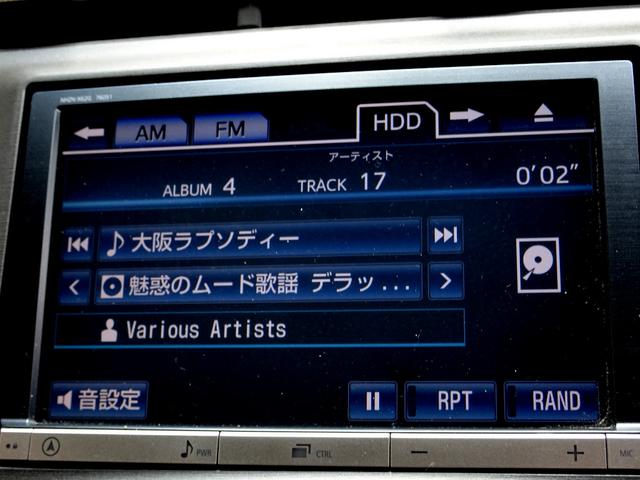 AM FM HDD
アーティスト
ALBUM 4 TRACK 17 0'02"
大阪ラプソディー
魅惑のムード歌謡 デラッ...
Various Artists
音設定 RPT RAND
PWR CTRL MIC